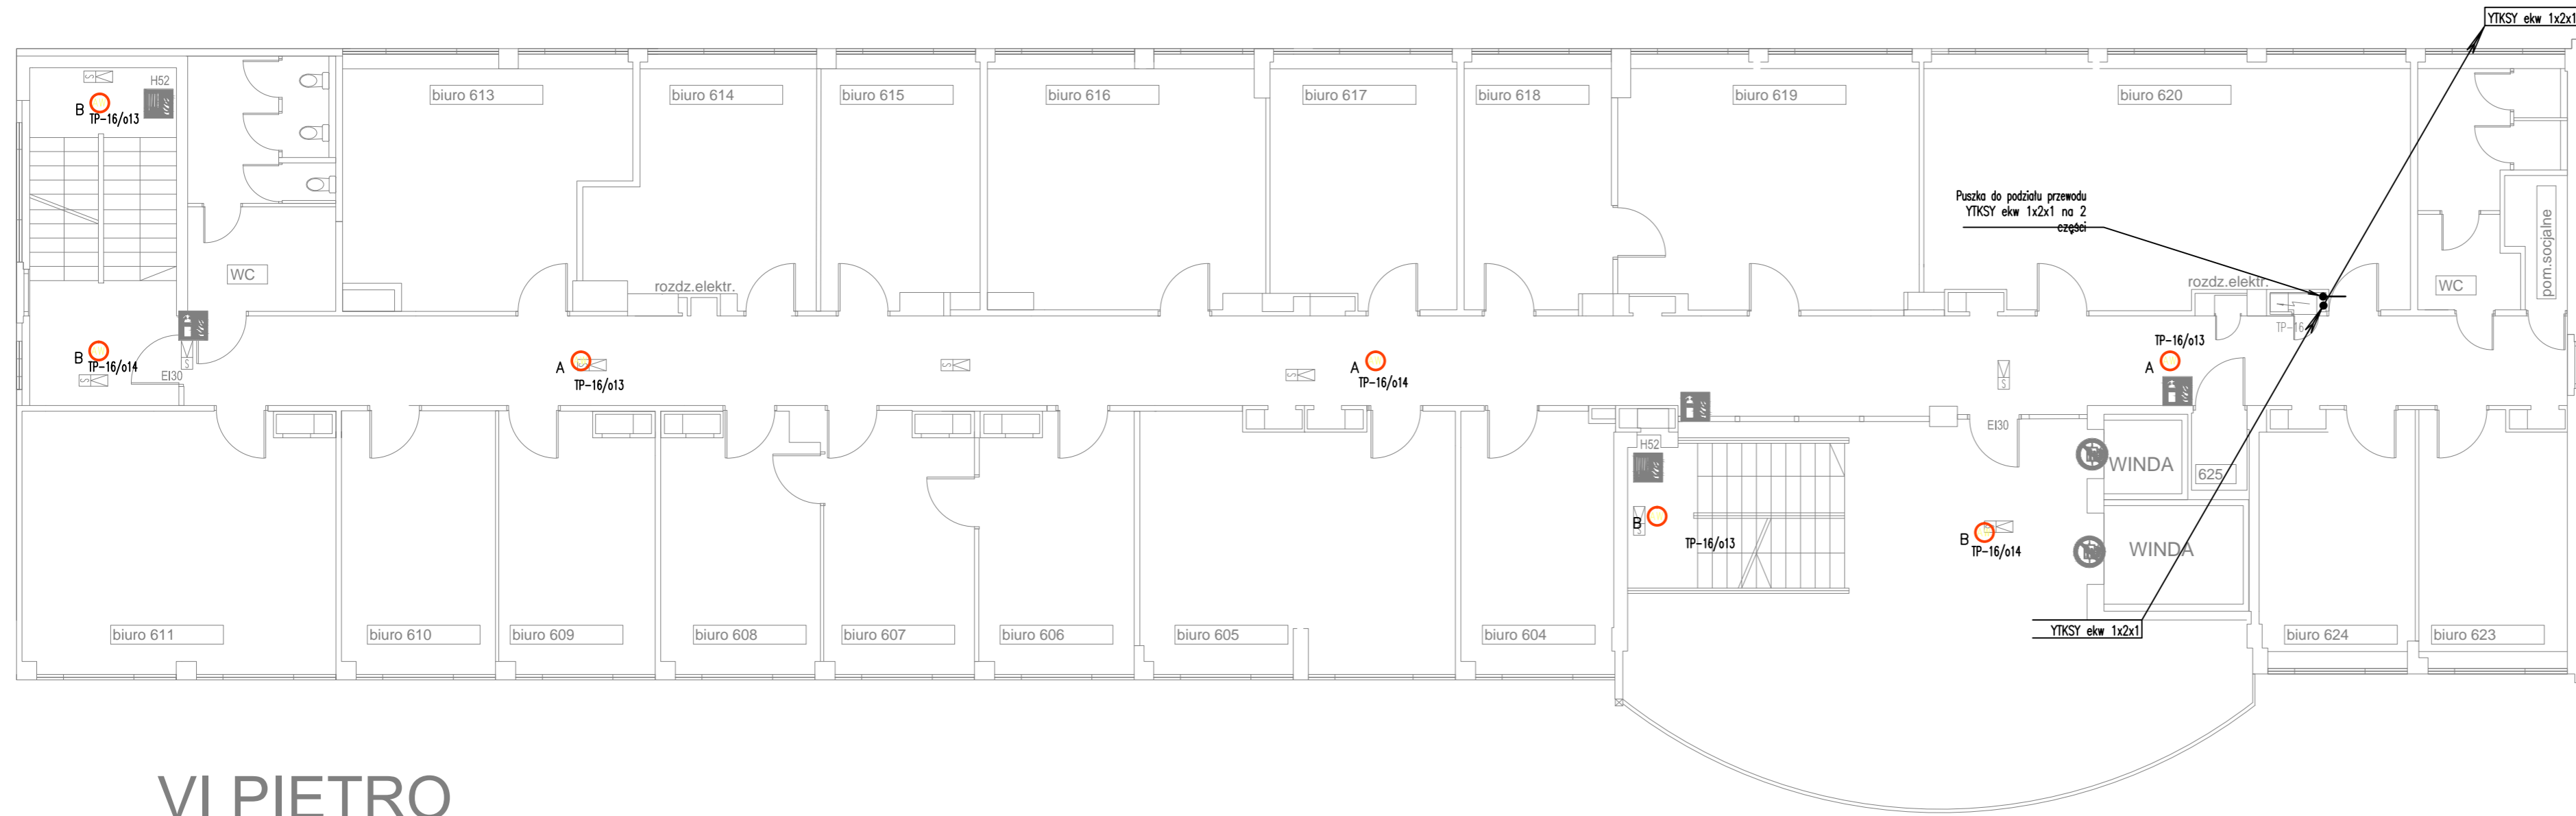 YTKSY ekw 1x2x1
H52
B
TP-16/o13
biuro 613
biuro 614
biuro 615
biuro 616
biuro 617
biuro 618
biuro 619
biuro 620
Puszka do podziału przewodu
YTKSY ekw 1x2x1 na 2
części
pom.socjalne
WC
WC
rozdz.elektr.
rozdz.elektr.
TP-16
B
TP-16/o14
EI30
S
S
A
TP-16/o13
S
S
A
TP-16/o14
S
TP-16/o13
A
EI30
H52
B
S
TP-16/o13
B
TP-16/o14
WINDA
625
WINDA
YTKSY ekw 1x2x1
biuro 611
biuro 610
biuro 609
biuro 608
biuro 607
biuro 606
biuro 605
biuro 604
biuro 624
biuro 623
VI PIETRO